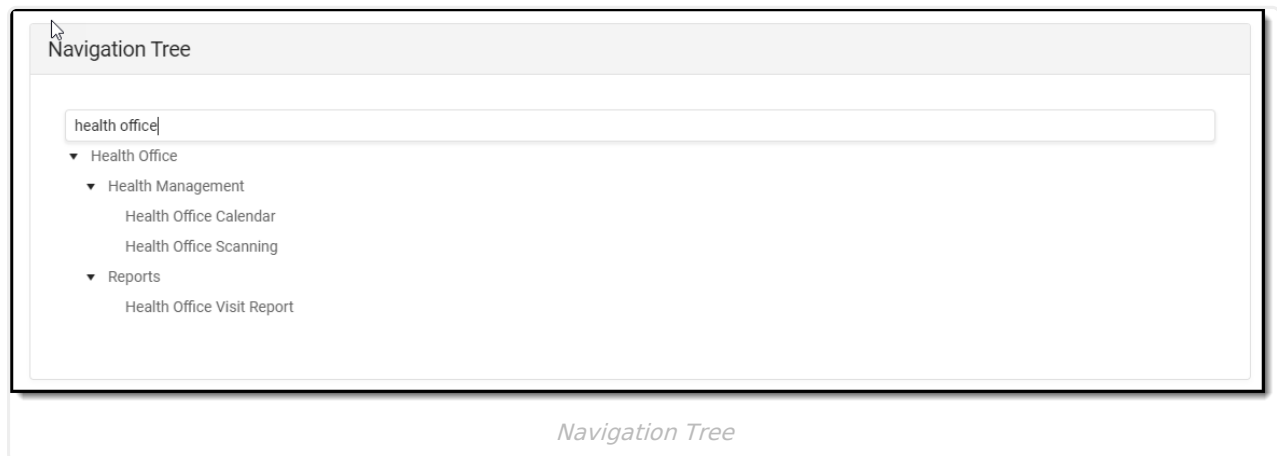 Navigation Tree
health office
Health Office
Health Management
Health Office Calendar
Health Office Scanning
Reports
Health Office Visit Report
Navigation Tree